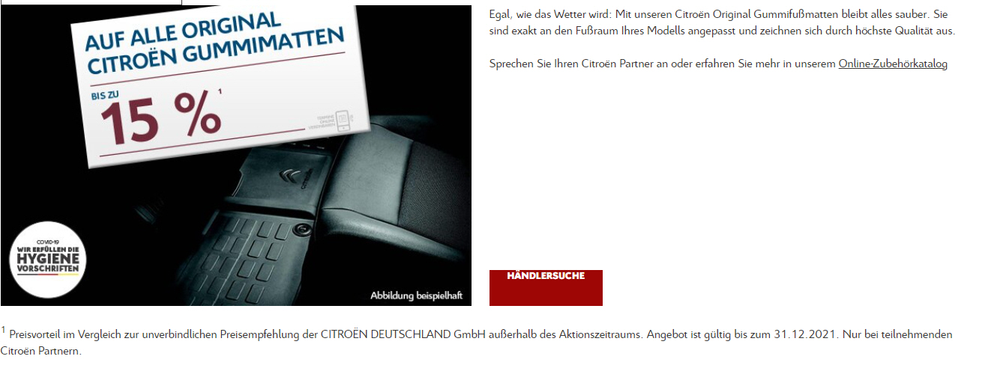 AUF ALLE ORIGINAL
CITROËN GUMMIMATTEN
BIS ZU
15 % 1
TERMINE
ONLINE
VEREINBAREN
CITROËN
COVID-19
WIR ERFÜLLEN DIE
HYGIENE
VORSCHRIFTEN
Abbildung beispielhaft
Egal, wie das Wetter wird: Mit unseren Citroën Original Gummifußmatten bleibt alles sauber. Sie
sind exakt an den Fußraum Ihres Modells angepasst und zeichnen sich durch höchste Qualität aus.
Sprechen Sie Ihren Citroën Partner an oder erfahren Sie mehr in unserem Online-Zubehörkatalog
HÄNDLERSUCHE
1 Preisvorteil im Vergleich zur unverbindlichen Preisempfehlung der CITROËN DEUTSCHLAND GmbH außerhalb des Aktionszeitraums. Angebot ist gültig bis zum 31.12.2021. Nur bei teilnehmenden
Citroën Partnern.